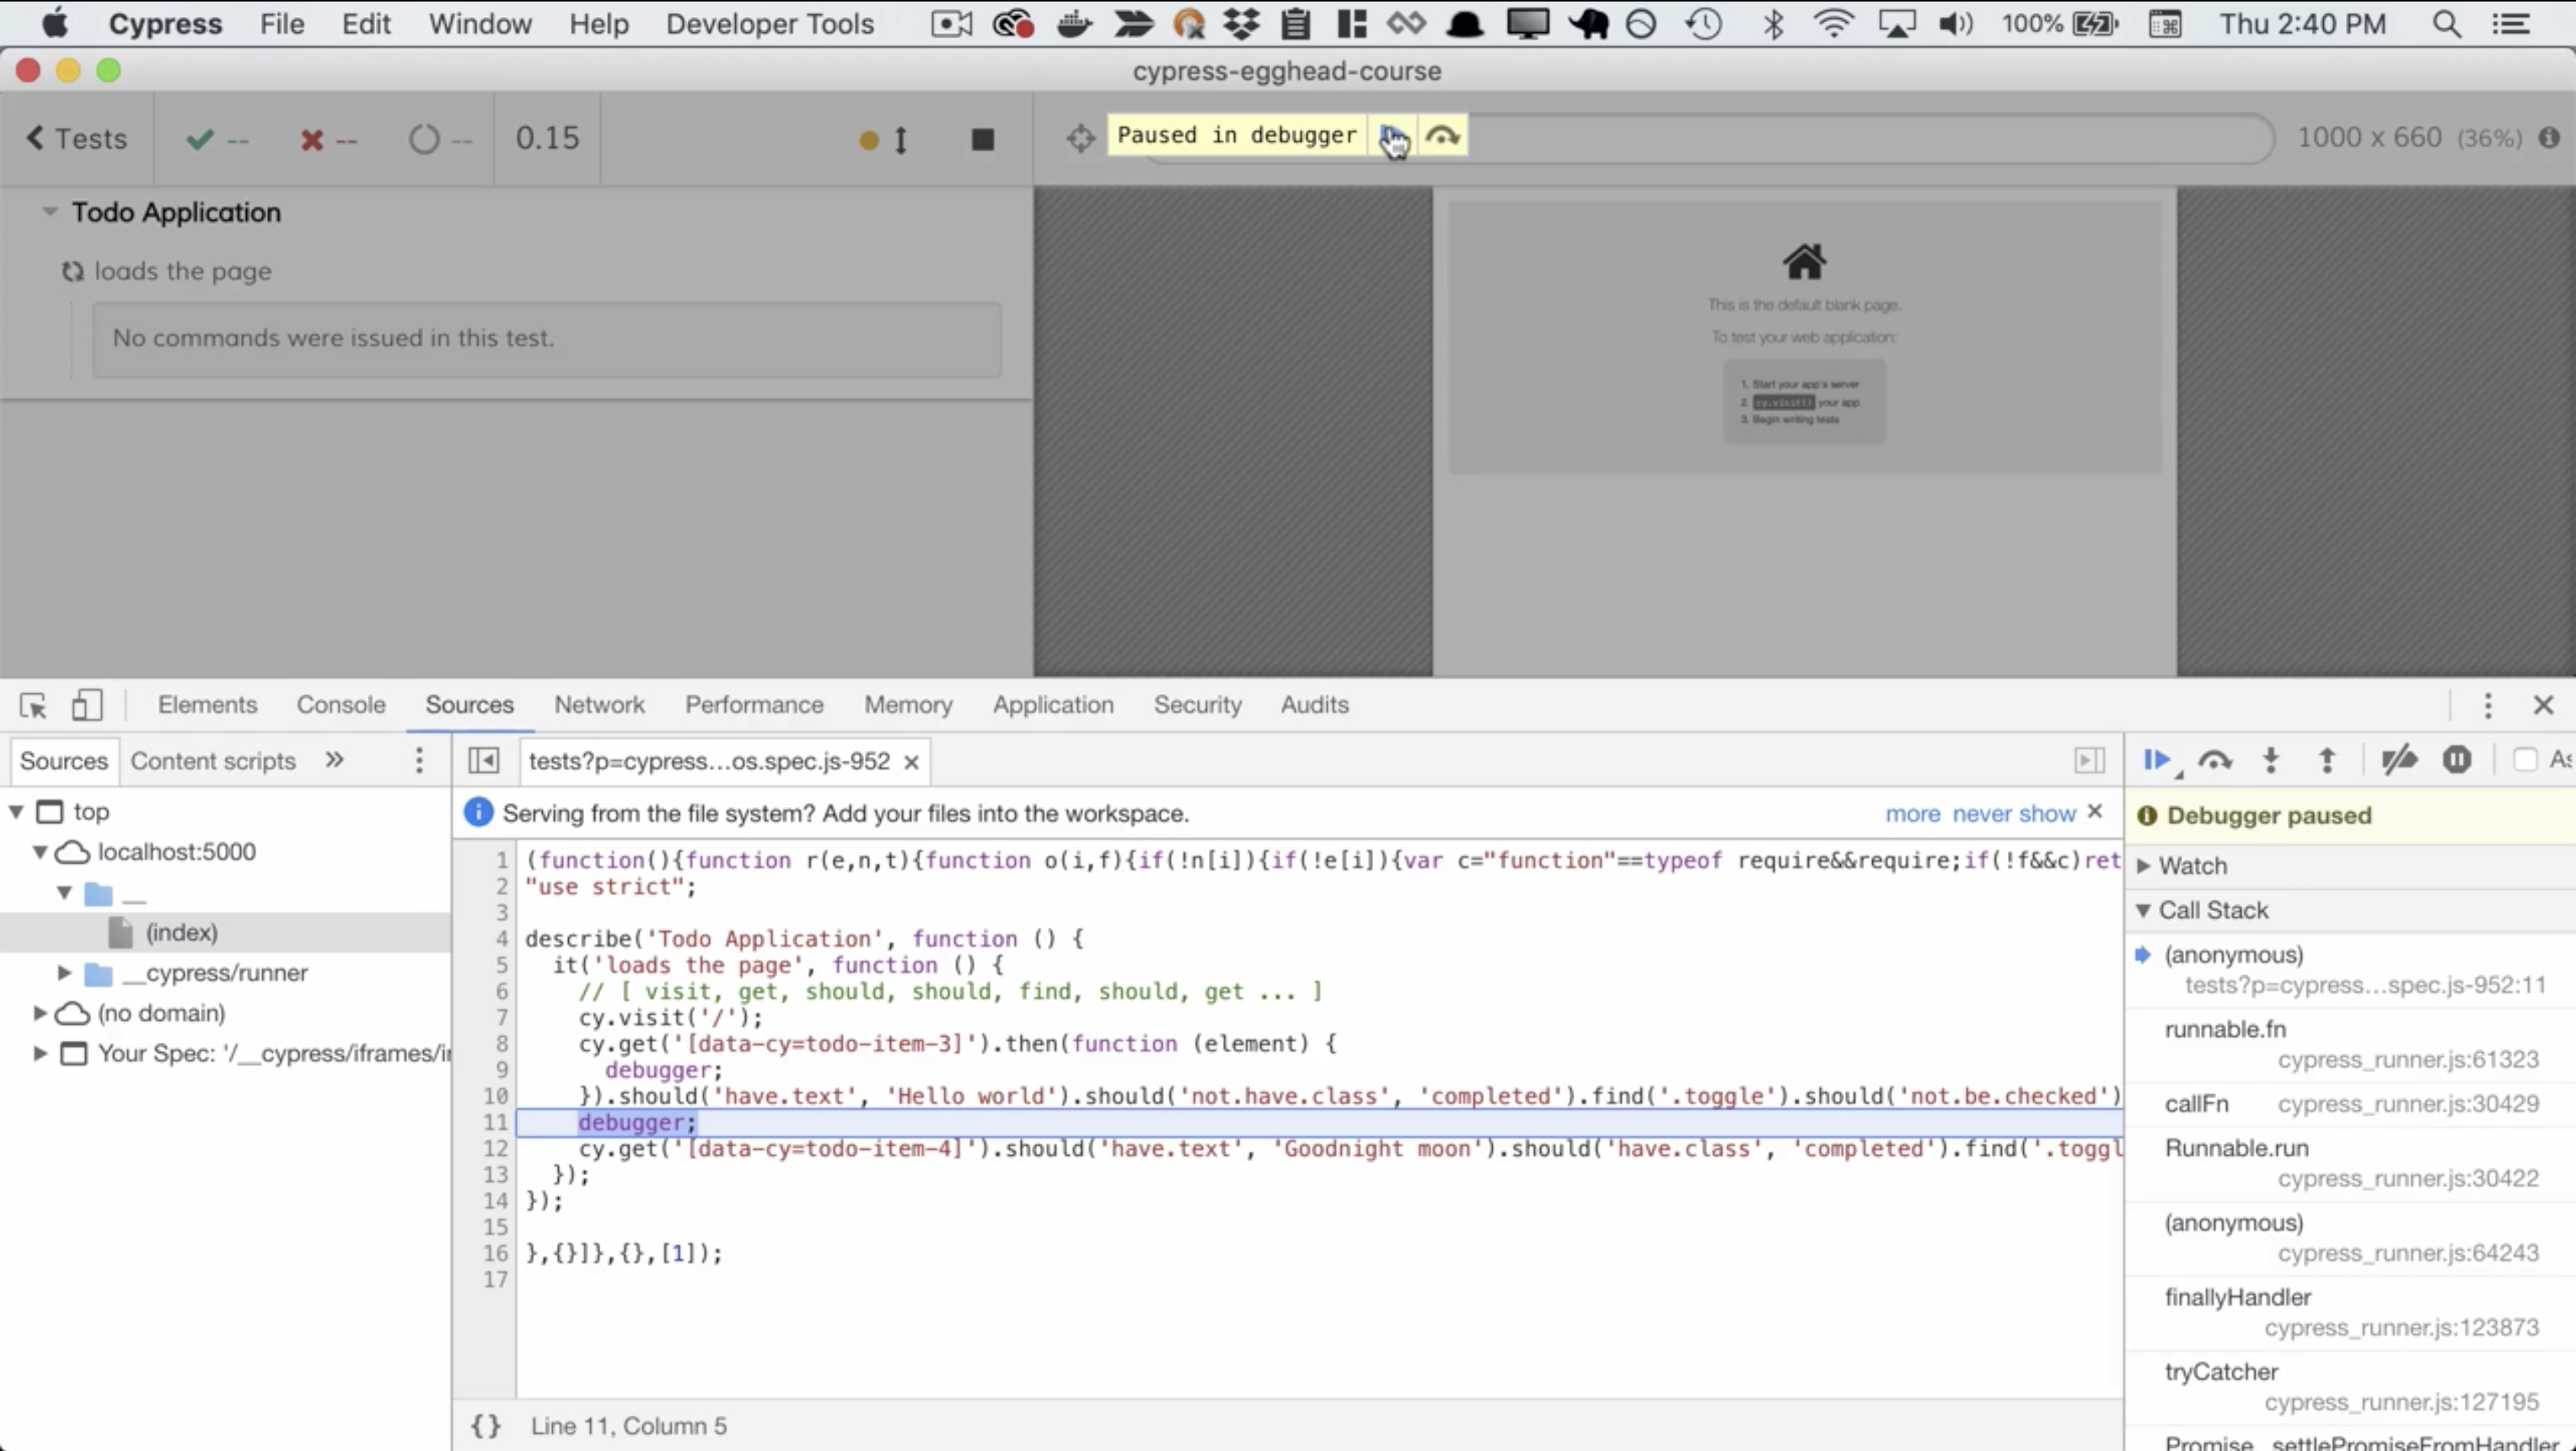 Cypress File Edit Window Help Developer Tools 100% Thu 2:40 PM
cypress-egghead-course
Tests -- -- -- 0.15 Paused in debugger 1000 x 660 (36%)
Todo Application
loads the page
No commands were issued in this test.
This is the default blank page.
To test your web application:
1. Start your app's server
2. cy.visit() your app
3. Begin writing tests
Elements Console Sources Network Performance Memory Application Security Audits
Sources Content scripts » tests?p=cypress...os.spec.js-952
top
localhost:5000
__
(index)
__cypress/runner
(no domain)
Your Spec: '/__cypress/iframes/i
Serving from the file system? Add your files into the workspace. more never show
1 (function(){function r(e,n,t){function o(i,f){if(!n[i]){if(!e[i]){var c="function"==typeof require&&require;if(!f&&c)ret
2 "use strict";
3
4 describe('Todo Application', function () {
5 it('loads the page', function () {
6 // [ visit, get, should, should, find, should, get ... ]
7 cy.visit('/');
8 cy.get('[data-cy=todo-item-3]').then(function (element) {
9 debugger;
10 }).should('have.text', 'Hello world').should('not.have.class', 'completed').find('.toggle').should('not.be.checked')
11 debugger;
12 cy.get('[data-cy=todo-item-4]').should('have.text', 'Goodnight moon').should('have.class', 'completed').find('.toggl
13 });
14 });
15
16 },{}]},{},[1]);
17
{} Line 11, Column 5
As
Debugger paused
Watch
Call Stack
(anonymous)
tests?p=cypress...spec.js-952:11
runnable.fn
cypress_runner.js:61323
callFn cypress_runner.js:30429
Runnable.run
cypress_runner.js:30422
(anonymous)
cypress_runner.js:64243
finallyHandler
cypress_runner.js:123873
tryCatcher
cypress_runner.js:127195
Promise._settlePromiseFromHandler